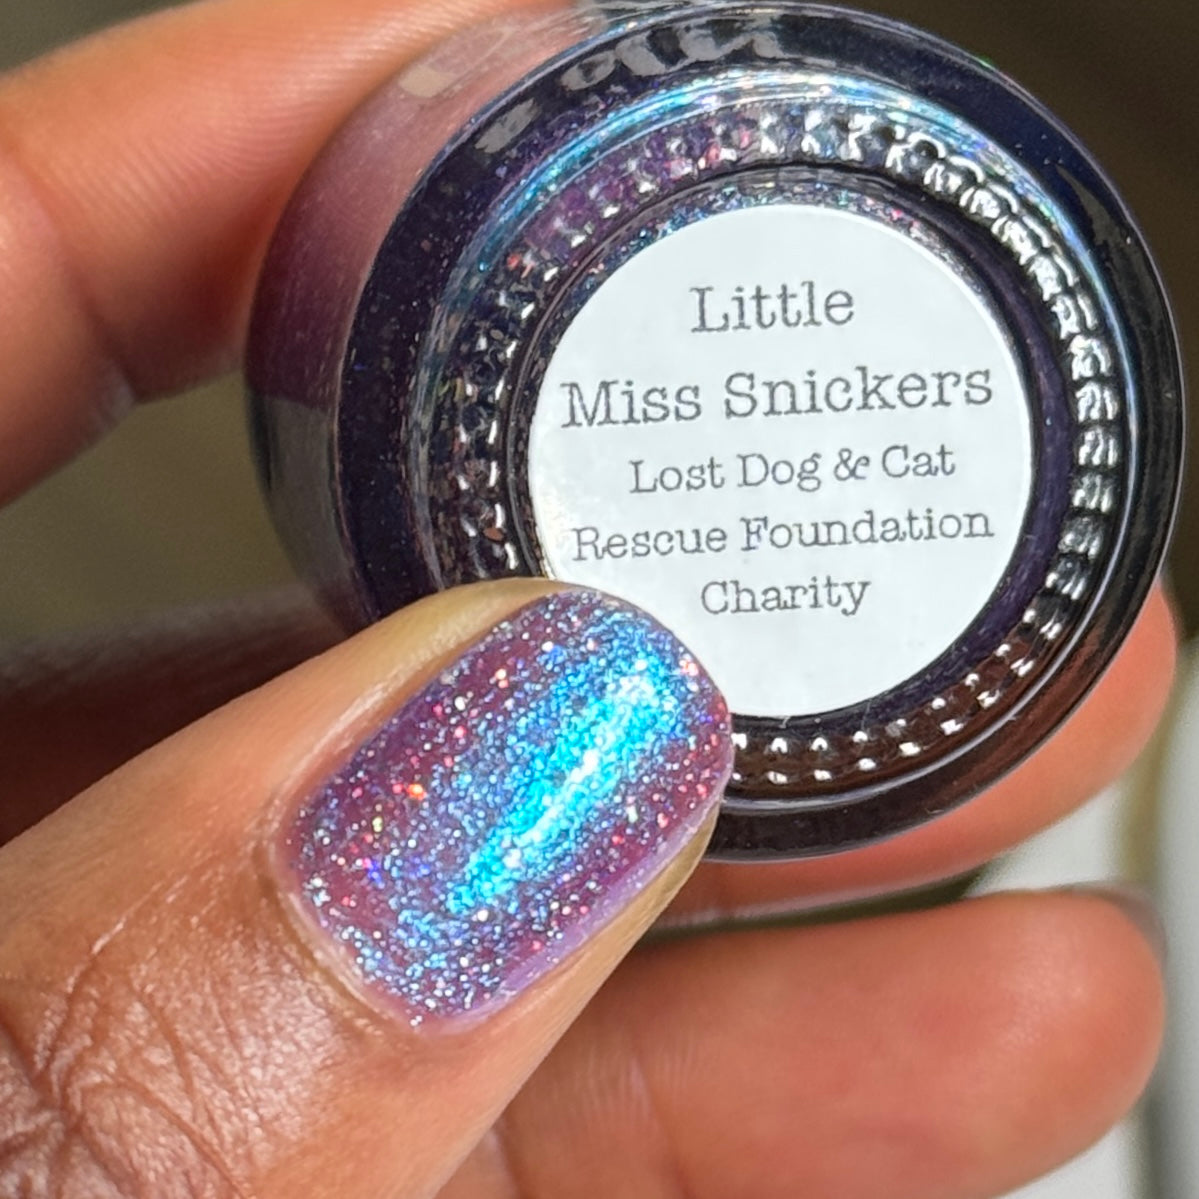 Little
Miss Snickers
Lost Dog & Cat
Rescue Foundation
Charity